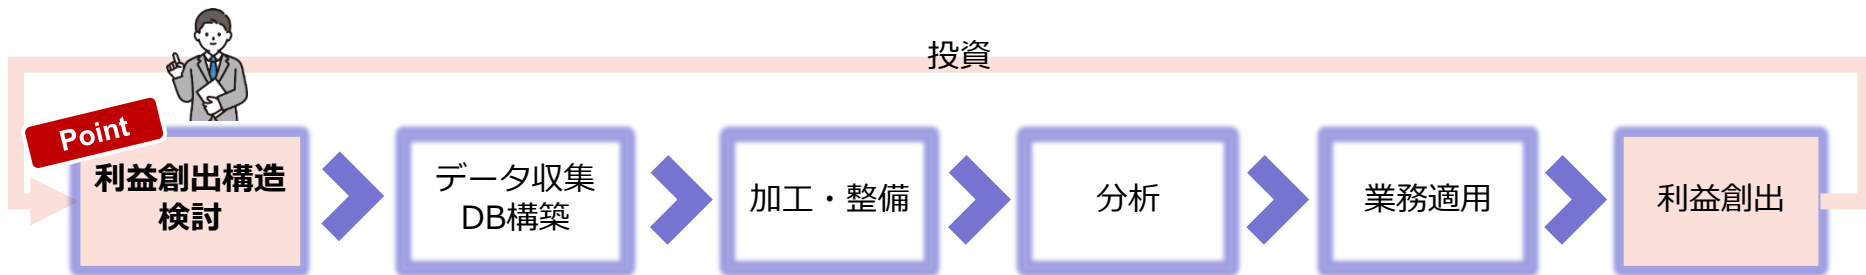 投資
Point
利益創出構造
検討
データ収集
DB構築
加工・整備
分析
業務適用
利益創出